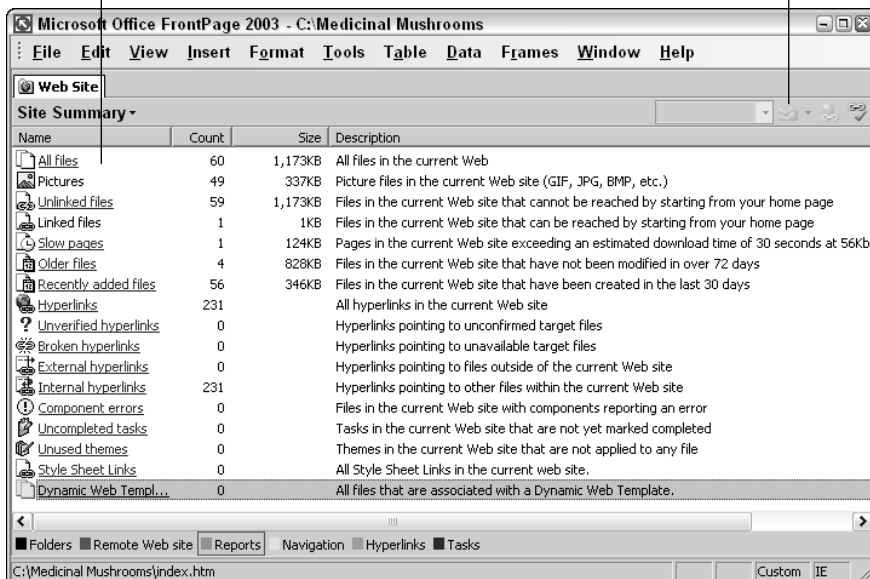 Microsoft Office FrontPage 2003 - C:\Medicinal Mushrooms
File Edit View Insert Format Tools Table Data Frames Window Help
Web Site
Site Summary
Name Count Size Description
All files 60 1,173KB All files in the current Web
Pictures 49 337KB Picture files in the current Web site (GIF, JPG, BMP, etc.)
Unlinked files 59 1,173KB Files in the current Web site that cannot be reached by starting from your home page
Linked files 1 1KB Files in the current Web site that can be reached by starting from your home page
Slow pages 1 124KB Pages in the current Web site exceeding an estimated download time of 30 seconds at 56Kb
Older files 4 828KB Files in the current Web site that have not been modified in over 72 days
Recently added files 56 346KB Files in the current Web site that have been created in the last 30 days
Hyperlinks 231 All hyperlinks in the current Web site
? Unverified hyperlinks 0 Hyperlinks pointing to unconfirmed target files
Broken hyperlinks 0 Hyperlinks pointing to unavailable target files
External hyperlinks 0 Hyperlinks pointing to files outside of the current Web site
Internal hyperlinks 231 Hyperlinks pointing to other files within the current Web site
Component errors 0 Files in the current Web site with components reporting an error
Uncompleted tasks 0 Tasks in the current Web site that are not yet marked completed
Unused themes 0 Themes in the current Web site that are not applied to any file
Style Sheet Links 0 All Style Sheet Links in the current web site.
Dynamic Web Templ... 0 All files that are associated with a Dynamic Web Template.
Folders Remote Web site Reports Navigation Hyperlinks Tasks
C:\Medicinal Mushrooms\index.htm Custom IE